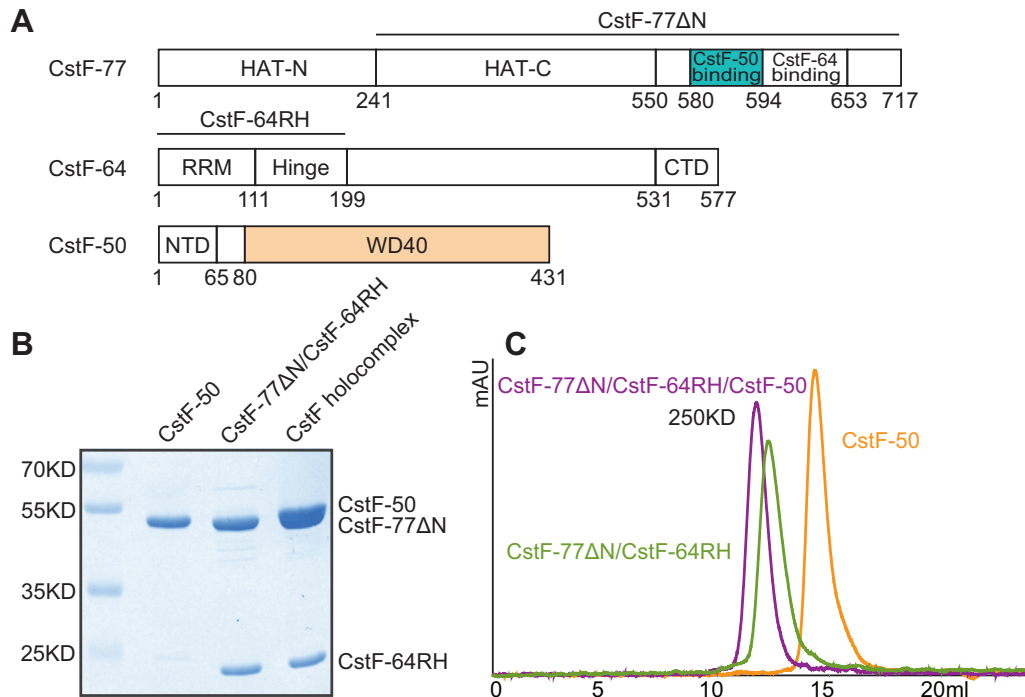 A
CstF-77ΔN
CstF-77
HAT-N
HAT-C
CstF-50
binding
CstF-64
binding
1
241
550
580
594
653
717
CstF-64RH
CstF-64
RRM
Hinge
CTD
1
111
199
531
577
CstF-50
NTD
WD40
1
65
80
431
B
CstF-50
CstF-77ΔN/CstF-64RH
CstF holocomplex
70KD
55KD
35KD
25KD
CstF-50
CstF-77ΔN
CstF-64RH
C
mAU
CstF-77ΔN/CstF-64RH/CstF-50
250KD
CstF-50
CstF-77ΔN/CstF-64RH
0
5
10
15
20ml